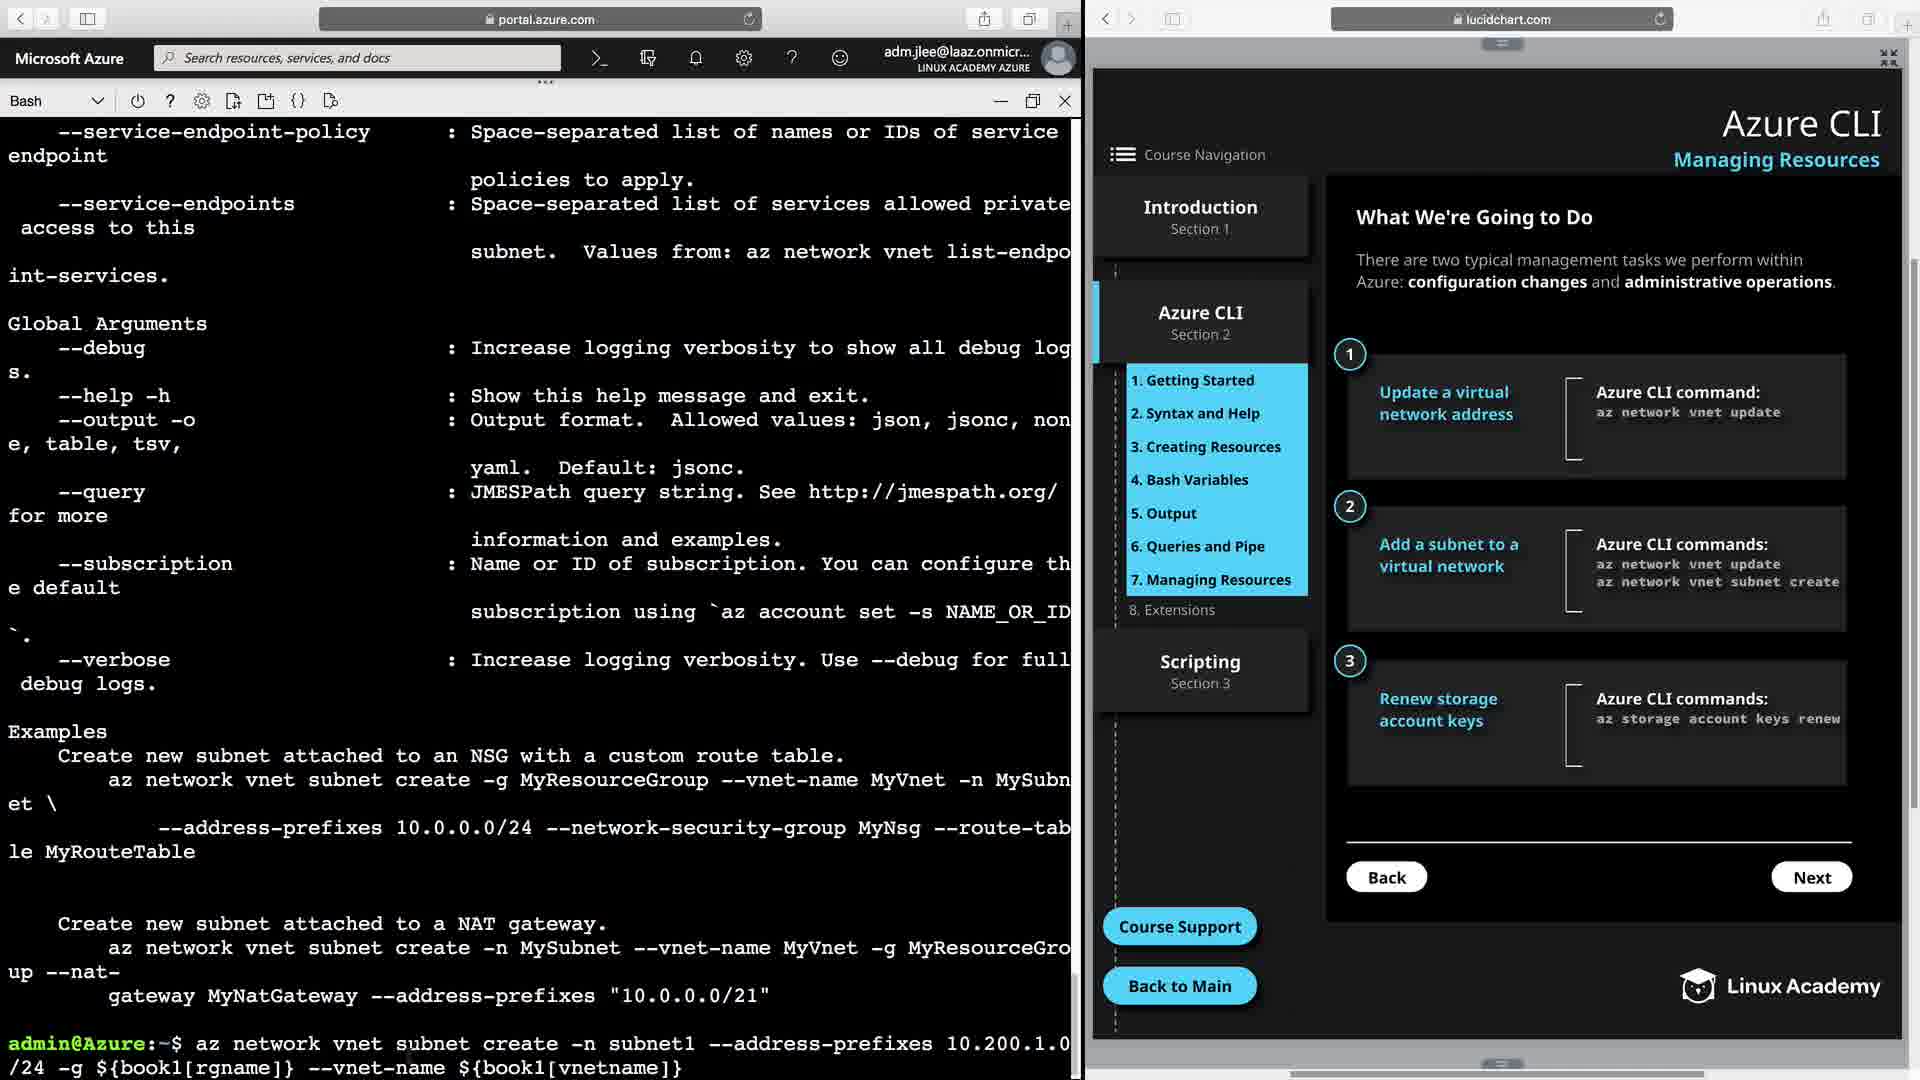 portal.azure.com
Microsoft Azure
Search resources, services, and docs
adm.jlee@laaz.onmicr...
LINUX ACADEMY AZURE
Bash
    --service-endpoint-policy      : Space-separated list of names or IDs of service
endpoint
                                     policies to apply.
    --service-endpoints            : Space-separated list of services allowed private
 access to this
                                     subnet.  Values from: az network vnet list-endpo
int-services.
Global Arguments
    --debug                        : Increase logging verbosity to show all debug log
s.
    --help -h                      : Show this help message and exit.
    --output -o                    : Output format.  Allowed values: json, jsonc, non
e, table, tsv,
                                     yaml.  Default: jsonc.
    --query                        : JMESPath query string. See http://jmespath.org/
for more
                                     information and examples.
    --subscription                 : Name or ID of subscription. You can configure th
e default
                                     subscription using `az account set -s NAME_OR_ID
`.
    --verbose                      : Increase logging verbosity. Use --debug for full
 debug logs.
Examples
    Create new subnet attached to an NSG with a custom route table.
        az network vnet subnet create -g MyResourceGroup --vnet-name MyVnet -n MySubn
et \
            --address-prefixes 10.0.0.0/24 --network-security-group MyNsg --route-tab
le MyRouteTable
    Create new subnet attached to a NAT gateway.
        az network vnet subnet create -n MySubnet --vnet-name MyVnet -g MyResourceGro
up --nat-
        gateway MyNatGateway --address-prefixes "10.0.0.0/21"
admin@Azure:~$ az network vnet subnet create -n subnet1 --address-prefixes 10.200.1.0
/24 -g ${book1[rgname]} --vnet-name ${book1[vnetname]}
lucidchart.com
Azure CLI
Managing Resources
Course Navigation
Introduction
Section 1
Azure CLI
Section 2
1. Getting Started
2. Syntax and Help
3. Creating Resources
4. Bash Variables
5. Output
6. Queries and Pipe
7. Managing Resources
8. Extensions
Scripting
Section 3
Course Support
Back to Main
What We're Going to Do
There are two typical management tasks we perform within
Azure: configuration changes and administrative operations.
1
Update a virtual
network address
Azure CLI command:
az network vnet update
2
Add a subnet to a
virtual network
Azure CLI commands:
az network vnet update
az network vnet subnet create
3
Renew storage
account keys
Azure CLI commands:
az storage account keys renew
Back
Next
Linux Academy